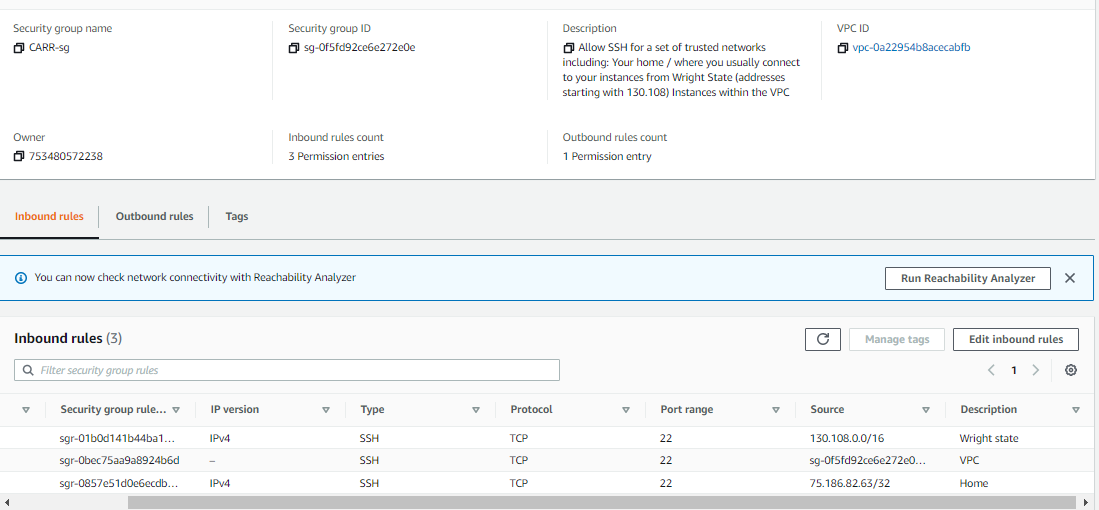 Security group name
CARR-sg
Security group ID
sg-0f5fd92ce6e272e0e
Description
Allow SSH for a set of trusted networks
including: Your home / where you usually connect
to your instances from Wright State (addresses
starting with 130.108) Instances within the VPC
VPC ID
vpc-0a22954b8acecabfb
Owner
753480572238
Inbound rules count
3 Permission entries
Outbound rules count
1 Permission entry
Inbound rules Outbound rules Tags
You can now check network connectivity with Reachability Analyzer Run Reachability Analyzer
Inbound rules (3) Manage tags Edit inbound rules
Filter security group rules 1
Security group rule... IP version Type Protocol Port range Source Description
sgr-01b0d141b44ba1... IPv4 SSH TCP 22 130.108.0.0/16 Wright state
sgr-0bec75aa9a8924b6d – SSH TCP 22 sg-0f5fd92ce6e272e0... VPC
sgr-0857e51d0e6ecdb... IPv4 SSH TCP 22 75.186.82.63/32 Home